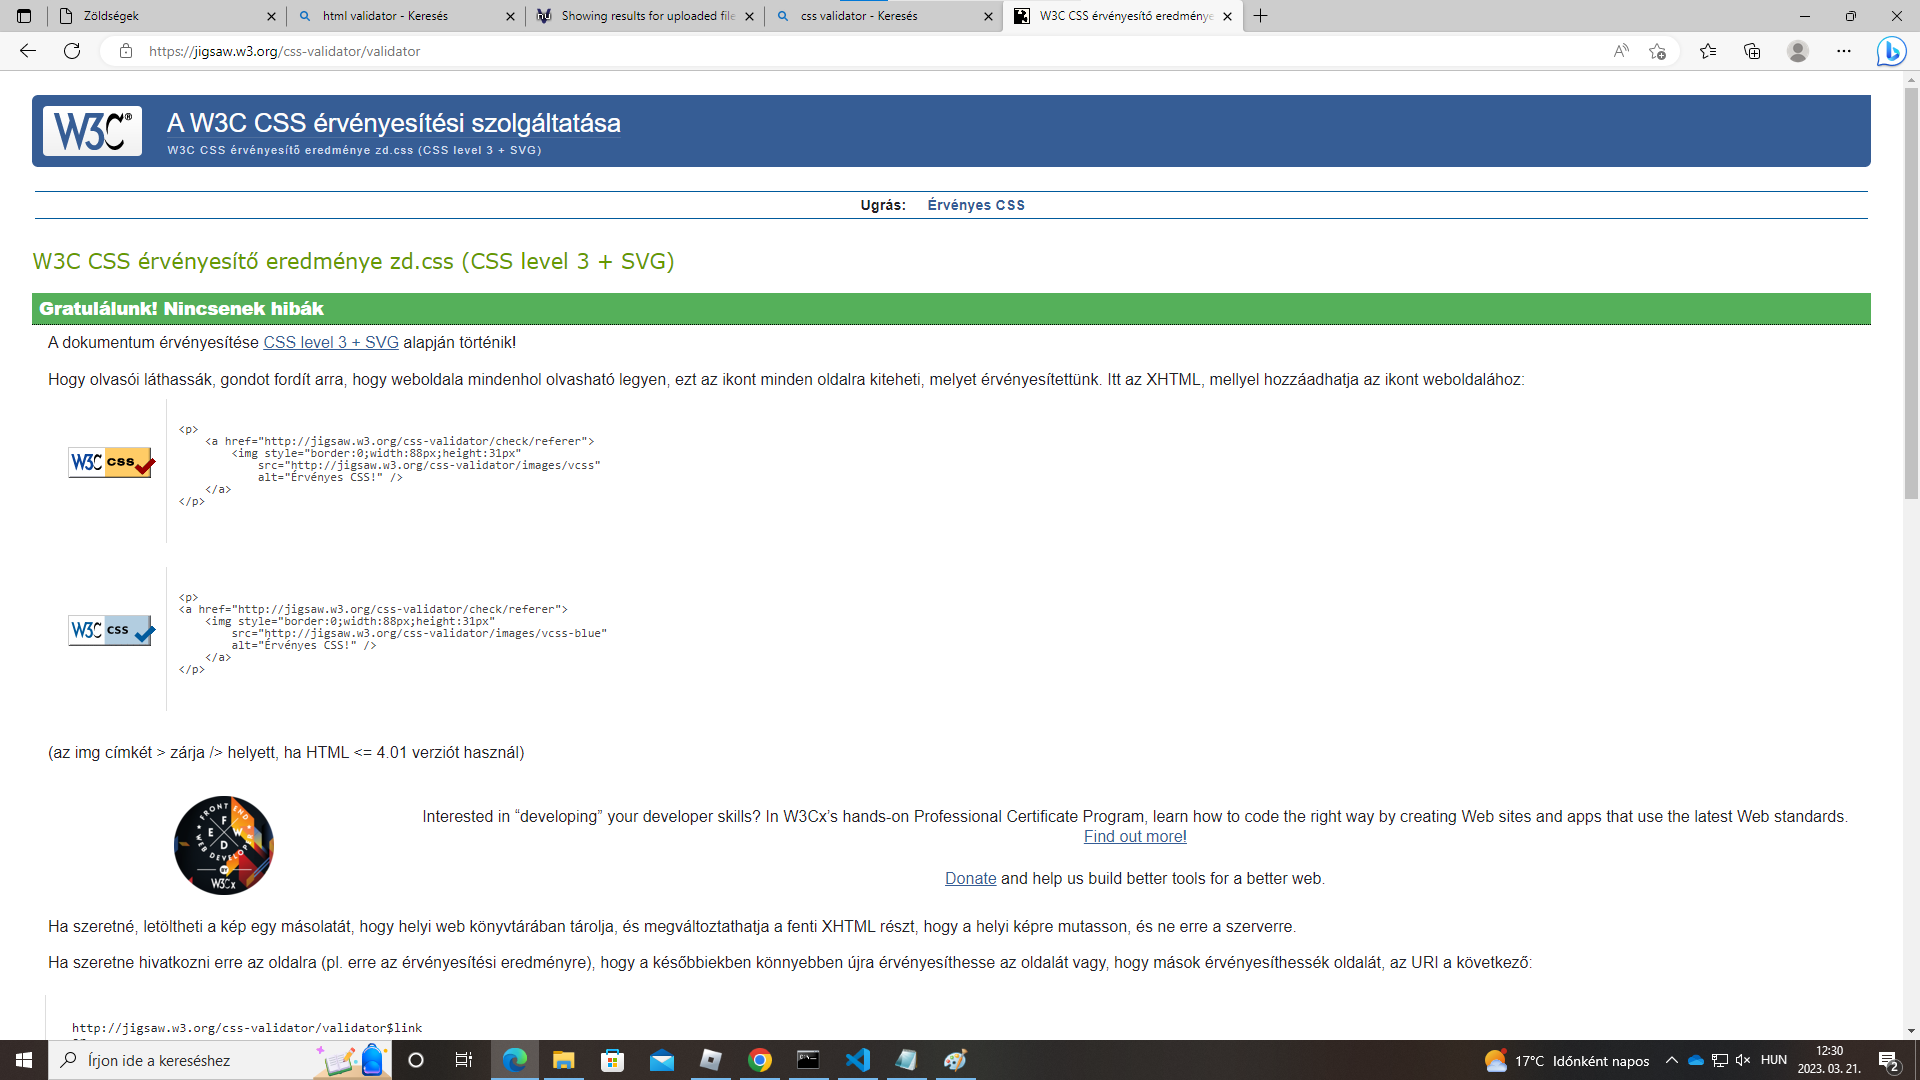 Zöldségek
html validator - Keresés
Showing results for uploaded file
css validator - Keresés
W3C CSS érvényesítő eredménye
https://jigsaw.w3.org/css-validator/validator
W3C®
A W3C CSS érvényesítési szolgáltatása
W3C CSS érvényesítő eredménye zd.css (CSS level 3 + SVG)
Ugrás: Érvényes CSS
W3C CSS érvényesítő eredménye zd.css (CSS level 3 + SVG)
Gratulálunk! Nincsenek hibák
A dokumentum érvényesítése CSS level 3 + SVG alapján történik!
Hogy olvasói láthassák, gondot fordít arra, hogy weboldala mindenhol olvasható legyen, ezt az ikont minden oldalra kiteheti, melyet érvényesítettünk. Itt az XHTML, mellyel hozzáadhatja az ikont weboldalához:
W3C css
<p>
<a href="http://jigsaw.w3.org/css-validator/check/referer">
<img style="border:0;width:88px;height:31px"
src="http://jigsaw.w3.org/css-validator/images/vcss"
alt="Érvényes CSS!" />
</a>
</p>
W3C css
<p>
<a href="http://jigsaw.w3.org/css-validator/check/referer">
<img style="border:0;width:88px;height:31px"
src="http://jigsaw.w3.org/css-validator/images/vcss-blue"
alt="Érvényes CSS!" />
</a>
</p>
(az img címkét > zárja /> helyett, ha HTML <= 4.01 verziót használ)
FRONT END
F
E W
D
WEB DEVELOPER
W3Cx
Interested in “developing” your developer skills? In W3Cx’s hands-on Professional Certificate Program, learn how to code the right way by creating Web sites and apps that use the latest Web standards.
Find out more!
Donate and help us build better tools for a better web.
Ha szeretné, letöltheti a kép egy másolatát, hogy helyi web könyvtárában tárolja, és megváltoztathatja a fenti XHTML részt, hogy a helyi képre mutasson, és ne erre a szerverre.
Ha szeretne hivatkozni erre az oldalra (pl. erre az érvényesítési eredményre), hogy a későbbiekben könnyebben újra érvényesíthesse az oldalát vagy, hogy mások érvényesíthessék oldalát, az URI a következő:
http://jigsaw.w3.org/css-validator/validator$link
Írjon ide a kereséshez
17°C Időnként napos
HUN
12:30
2023. 03. 21.
2